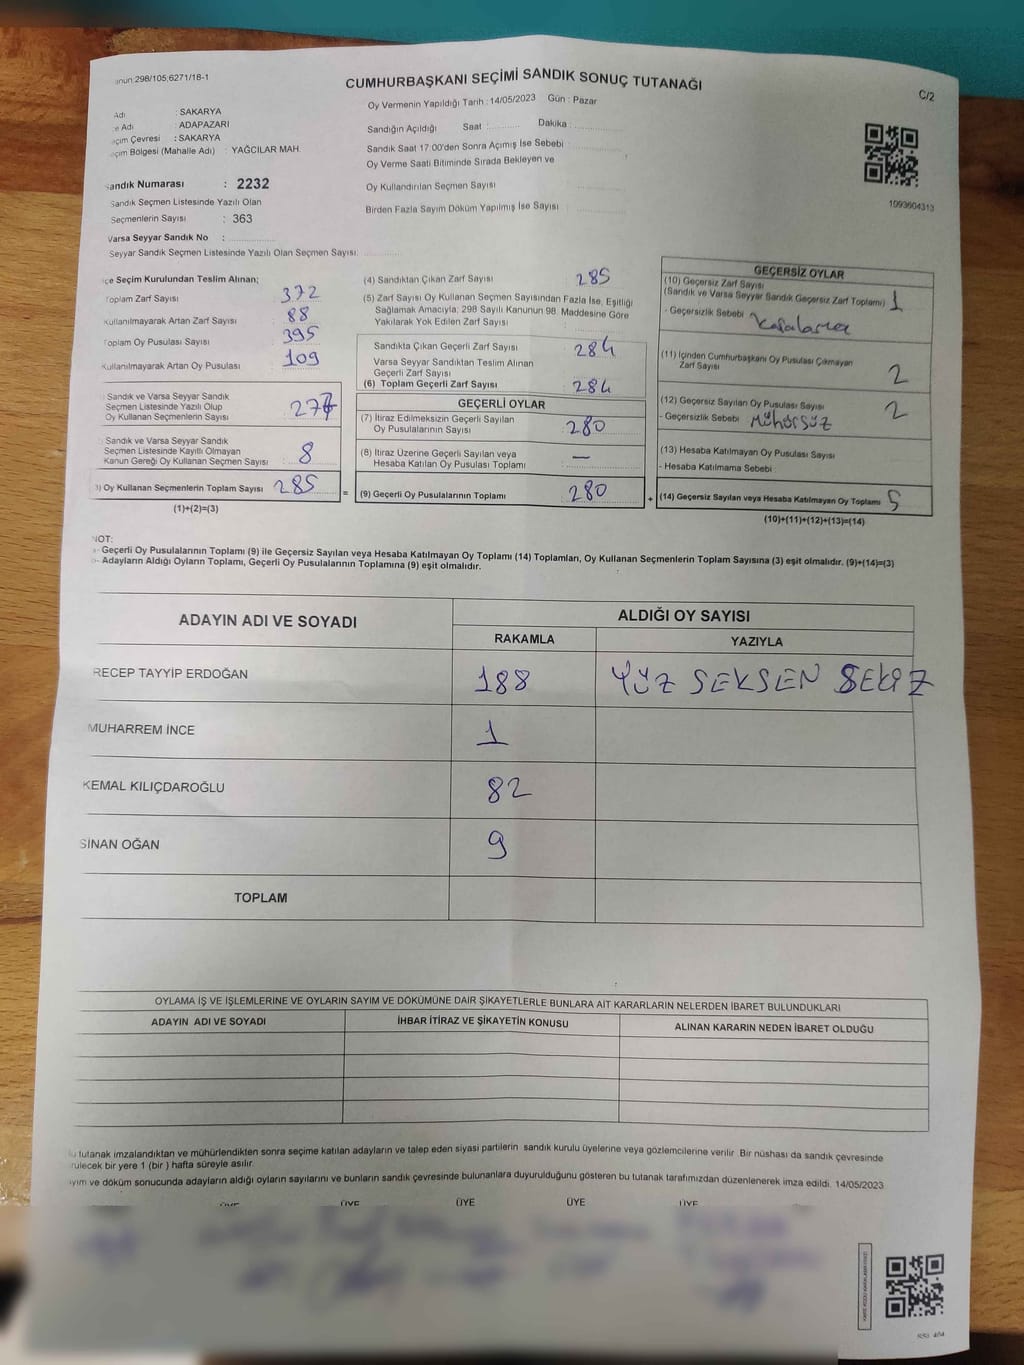 anun 298/105;6271/18-1
CUMHURBAŞKANI SEÇİMİ SANDIK SONUÇ TUTANAĞI
C/2
Oy Vermenin Yapıldığı Tarih : 14/05/2023 Gün : Pazar
Adı : SAKARYA
e Adı : ADAPAZARI
eçim Çevresi : SAKARYA
eçim Bölgesi (Mahalle Adı) : YAĞCILAR MAH.
Sandığın Açıldığı Saat : Dakika :
Sandık Saat 17:00'den Sonra Açımış İse Sebebi :
Oy Verme Saati Bitiminde Sırada Bekleyen ve
Oy Kullandırılan Seçmen Sayısı :
Birden Fazla Sayım Döküm Yapılmış İse Sayısı :
1093604313
Sandık Numarası : 2232
Sandık Seçmen Listesinde Yazılı Olan
Seçmenlerin Sayısı : 363
Varsa Seyyar Sandık No :
Seyyar Sandık Seçmen Listesinde Yazılı Olan Seçmen Sayısı:
çe Seçim Kurulundan Teslim Alınan;
Toplam Zarf Sayısı 372
Kullanılmayarak Artan Zarf Sayısı 88
Toplam Oy Pusulası Sayısı 395
Kullanılmayarak Artan Oy Pusulası 109
) Sandık ve Varsa Seyyar Sandık
Seçmen Listesinde Yazılı Olup
Oy Kullanan Seçmenlerin Sayısı 277
) Sandık ve Varsa Seyyar Sandık
Seçmen Listesinde Kayıtlı Olmayan
Kanun Gereği Oy Kullanan Seçmen Sayısı 8
3) Oy Kullanan Seçmenlerin Toplam Sayısı 285 =
(1)+(2)=(3)
(4) Sandıktan Çıkan Zarf Sayısı 285
(5) Zarf Sayısı Oy Kullanan Seçmen Sayısından Fazla İse, Eşitliği
Sağlamak Amacıyla; 298 Sayılı Kanunun 98. Maddesine Göre
Yakılarak Yok Edilen Zarf Sayısı :
Sandıkta Çıkan Geçerli Zarf Sayısı 284
Varsa Seyyar Sandıktan Teslim Alınan
Geçerli Zarf Sayısı
(6) Toplam Geçerli Zarf Sayısı 284
GEÇERLİ OYLAR
(7) İtiraz Edilmeksizin Geçerli Sayılan
Oy Pusulalarının Sayısı 280
(8) İtiraz Üzerine Geçerli Sayılan veya
Hesaba Katılan Oy Pusulası Toplamı : —
(9) Geçerli Oy Pusulalarının Toplamı 280 +
GEÇERSİZ OYLAR
(10) Geçersiz Zarf Sayısı
(Sandık ve Varsa Seyyar Sandık Geçersiz Zarf Toplamı) 1
- Geçersizlik Sebebi : Karalama
(11) İçinden Cumhurbaşkanı Oy Pusulası Çıkmayan
Zarf Sayısı 2
(12) Geçersiz Sayılan Oy Pusulası Sayısı 2
- Geçersizlik Sebebi MÜHÜRSÜZ
(13) Hesaba Katılmayan Oy Pusulası Sayısı
- Hesaba Katılmama Sebebi
(14) Geçersiz Sayılan veya Hesaba Katılmayan Oy Toplamı 5
(10)+(11)+(12)+(13)=(14)
NOT:
- Geçerli Oy Pusulalarının Toplamı (9) ile Geçersiz Sayılan veya Hesaba Katılmayan Oy Toplamı (14) Toplamları, Oy Kullanan Seçmenlerin Toplam Sayısına (3) eşit olmalıdır. (9)+(14)=(3)
- Adayların Aldığı Oyların Toplamı, Geçerli Oy Pusulalarının Toplamına (9) eşit olmalıdır.
ADAYIN ADI VE SOYADI ALDIĞI OY SAYISI
RAKAMLA YAZIYLA
RECEP TAYYİP ERDOĞAN 188 YÜZ SEKSEN SEKİZ
MUHARREM İNCE 1
KEMAL KILIÇDAROĞLU 82
SİNAN OĞAN 9
TOPLAM
OYLAMA İŞ VE İŞLEMLERİNE VE OYLARIN SAYIM VE DÖKÜMÜNE DAİR ŞİKAYETLERLE BUNLARA AİT KARARLARIN NELERDEN İBARET BULUNDUKLARI
ADAYIN ADI VE SOYADI İHBAR İTİRAZ VE ŞİKAYETİN KONUSU ALINAN KARARIN NEDEN İBARET OLDUĞU
u tutanak imzalandıktan ve mühürlendikten sonra seçime katılan adayların ve talep eden siyasi partilerin sandık kurulu üyelerine veya gözlemcilerine verilir. Bir nüshası da sandık çevresinde
rülecek bir yere 1 (bir ) hafta süreyle asılır.
ayım ve döküm sonucunda adayların aldığı oyların sayılarını ve bunların sandık çevresinde bulunanlara duyurulduğunu gösteren bu tutanak tarafımızdan düzenlenerek imza edildi. 14/05/2023
ÜYE ÜYE ÜYE ÜYE ÜYE